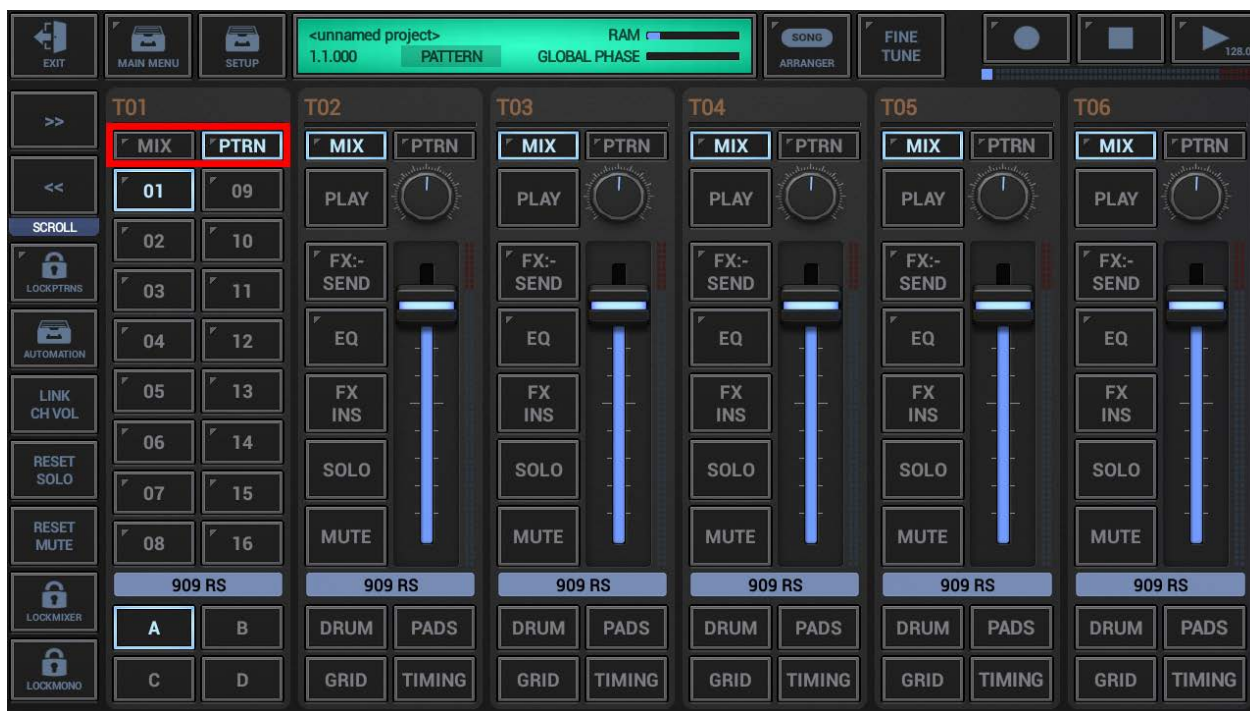 EXIT
MAIN MENU
SETUP
<unnamed project>
RAM
1.1.000
PATTERN
GLOBAL PHASE
SONG
ARRANGER
FINE
TUNE
128.0
>>
<<
SCROLL
LOCKPTRNS
AUTOMATION
LINK
CH VOL
RESET
SOLO
RESET
MUTE
LOCKMIXER
LOCKMONO
T01
MIX PTRN
01 09
02 10
03 11
04 12
05 13
06 14
07 15
08 16
909 RS
A B
C D
T02
MIX PTRN
PLAY
FX:-
SEND
EQ
FX
INS
SOLO
MUTE
909 RS
DRUM PADS
GRID TIMING
T03
MIX PTRN
PLAY
FX:-
SEND
EQ
FX
INS
SOLO
MUTE
909 RS
DRUM PADS
GRID TIMING
T04
MIX PTRN
PLAY
FX:-
SEND
EQ
FX
INS
SOLO
MUTE
909 RS
DRUM PADS
GRID TIMING
T05
MIX PTRN
PLAY
FX:-
SEND
EQ
FX
INS
SOLO
MUTE
909 RS
DRUM PADS
GRID TIMING
T06
MIX PTRN
PLAY
FX:-
SEND
EQ
FX
INS
SOLO
MUTE
909 RS
DRUM PADS
GRID TIMING